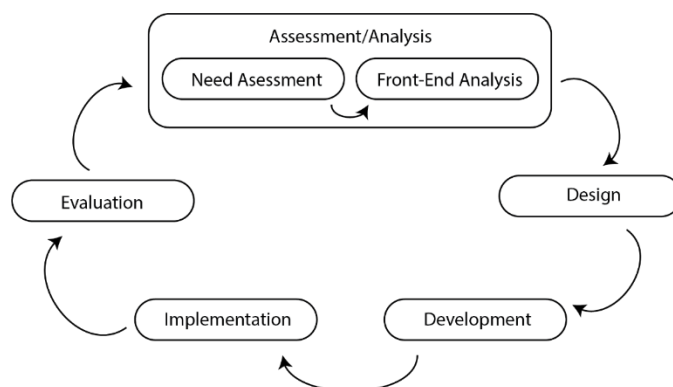 Assessment/Analysis
Need Asessment
Front-End Analysis
Evaluation
Design
Implementation
Development